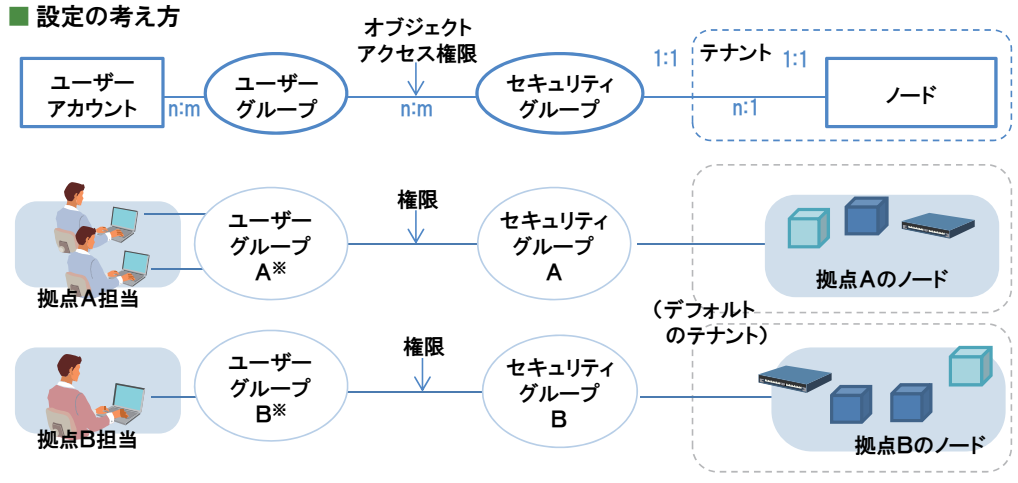 ■ 設定の考え方
オブジェクト
アクセス権限
ユーザー
アカウント
n:m
ユーザー
グループ
n:m
セキュリティ
グループ
1:1
テナント
1:1
n:1
ノード
拠点A担当
ユーザー
グループ
A※
権限
セキュリティ
グループ
A
拠点Aのノード
(デフォルト
のテナント)
拠点B担当
ユーザー
グループ
B※
権限
セキュリティ
グループ
B
拠点Bのノード